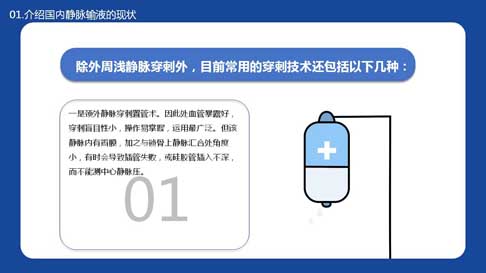 01.介绍国内静脉输液的现状
除外周浅静脉穿刺外，目前常用的穿刺技术还包括以下几种：
一是颈外静脉穿刺置管术。因此处血管暴露好，
穿刺盲目性小，操作易掌握，运用最广泛。但该
静脉内有两膜，加之与锁骨上静脉汇合处角度
小，有时会导致插管失败，或硅胶管插入不深，
而不能测中心静脉压。
01